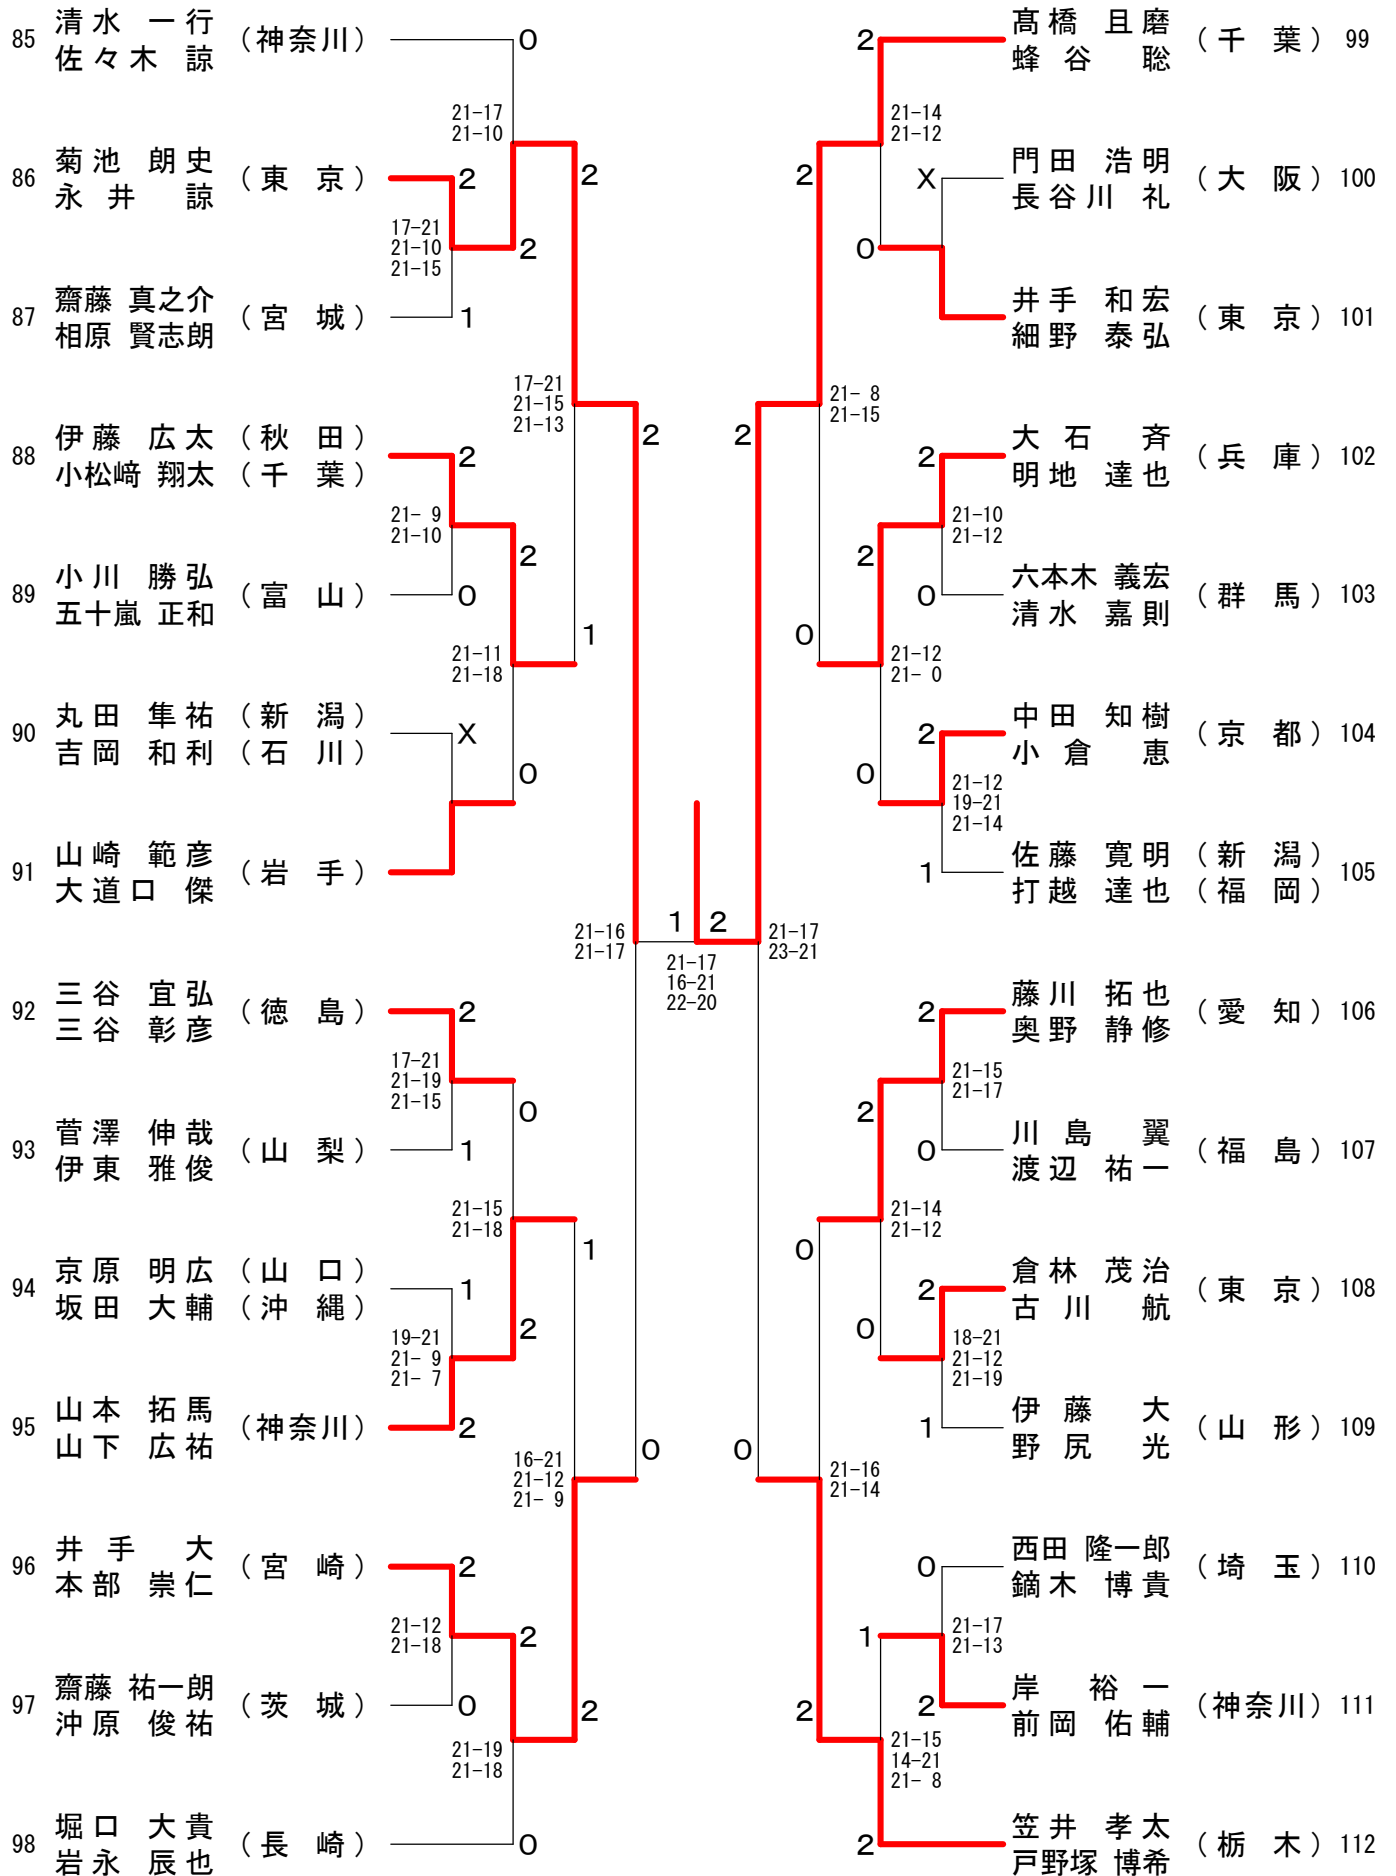 85 清水 一行 佐々木 諒 （神奈川） 0
21-17
21-10
86 菊池 朗史 永井 諒 （東 京） 2
2
17-21
21-10
21-15
2
87 齋藤 真之介 相原 賢志朗 （宮 城） 1
17-21
21-15
21-13
2
88 伊藤 広太 （秋 田） 2
小松﨑 翔太 （千 葉）
21- 9
21-10
2
89 小川 勝弘 五十嵐 正和 （富 山） 0
1
21-11
21-18
90 丸田 隼祐 （新 潟） X
吉岡 和利 （石 川）
0
91 山崎 範彦 大道口 傑 （岩 手）
21-16
21-17
1 2
21-17
16-21
22-20
92 三谷 宜弘 三谷 彰彦 （徳 島） 2
17-21
21-19
21-15
0
93 菅澤 伸哉 伊東 雅俊 （山 梨） 1
21-15
21-18
1
94 京原 明広 （山 口） 1
坂田 大輔 （沖 縄）
2
19-21
21- 9
21- 7
95 山本 拓馬 山下 広祐 （神奈川） 2
0
16-21
21-12
21- 9
96 井手 大 本部 崇仁 （宮 崎） 2
21-12
21-18
2
97 齋藤 祐一朗 沖原 俊祐 （茨 城） 0
2
21-19
21-18
98 堀口 大貴 岩永 辰也 （長 崎） 0
2 髙橋 且磨 蜂谷 聡 （千 葉） 99
21-14
21-12
2
X 門田 浩明 長谷川 礼 （大 阪） 100
0
井手 和宏 細野 泰弘 （東 京） 101
21- 8
21-15
2
2 大石 斉 明地 達也 （兵 庫） 102
21-10
21-12
2
0 六本木 義宏 清水 嘉則 （群 馬） 103
0
21-12
21- 0
2 中田 知樹 小倉 恵 （京 都） 104
0
21-12
19-21
21-14
1 佐藤 寛明 （新 潟） 105
打越 達也 （福 岡）
21-17
23-21
2 藤川 拓也 奥野 静修 （愛 知） 106
21-15
21-17
2
0 川島 翼 渡辺 祐一 （福 島） 107
21-14
21-12
0
2 倉林 茂治 古川 航 （東 京） 108
0
18-21
21-12
21-19
1 伊藤 大 野尻 光 （山 形） 109
0
21-16
21-14
0 西田 隆一郎 鏑木 博貴 （埼 玉） 110
21-17
21-13
1
2 岸 裕一 前岡 佑輔 （神奈川） 111
2
21-15
14-21
21- 8
2 笠井 孝太 戸野塚 博希 （栃 木） 112